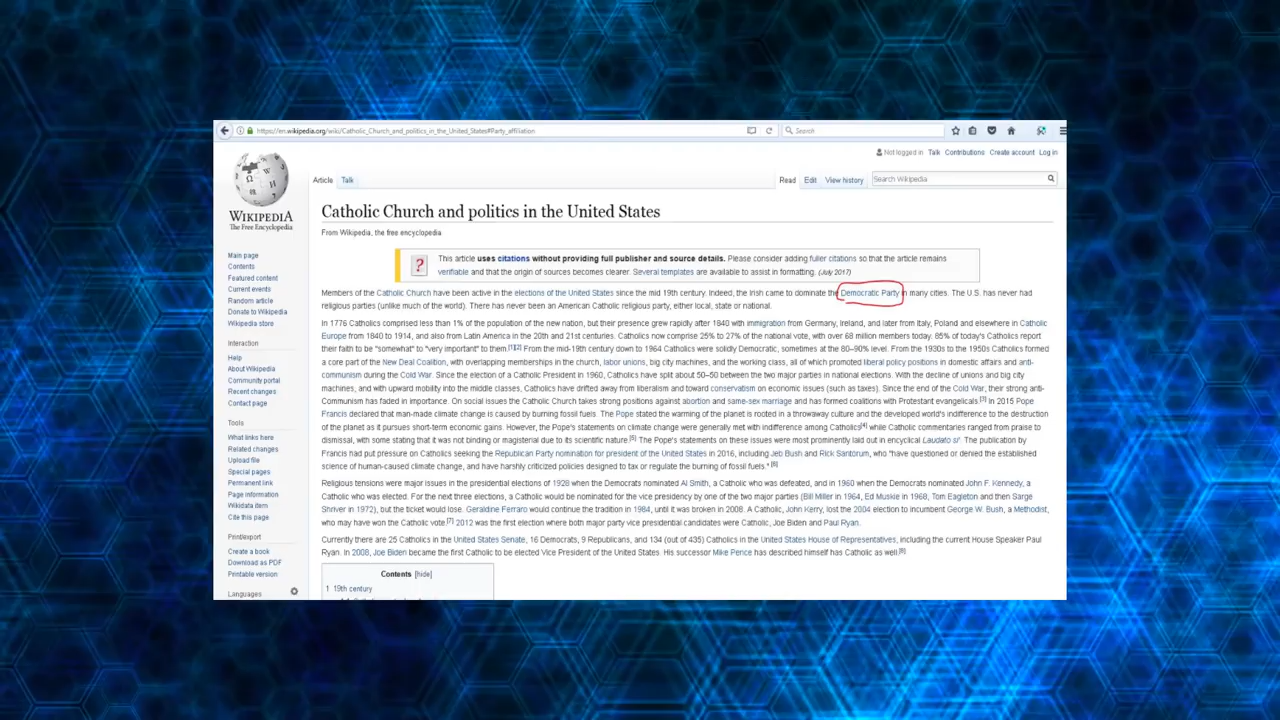 https://en.wikipedia.org/wiki/Catholic_Church_and_politics_in_the_United_States#Party_affiliation
Search
Not logged in Talk Contributions Create account Log in
Article Talk
Read Edit View history
Search Wikipedia
WIKIPEDIA
The Free Encyclopedia
Main page
Contents
Featured content
Current events
Random article
Donate to Wikipedia
Wikipedia store
Interaction
Help
About Wikipedia
Community portal
Recent changes
Contact page
Tools
What links here
Related changes
Upload file
Special pages
Permanent link
Page information
Wikidata item
Cite this page
Print/export
Create a book
Download as PDF
Printable version
Languages
Catholic Church and politics in the United States
From Wikipedia, the free encyclopedia
This article uses citations without providing full publisher and source details. Please consider adding fuller citations so that the article remains
verifiable and that the origin of sources becomes clearer. Several templates are available to assist in formatting. (July 2017)
Members of the Catholic Church have been active in the elections of the United States since the mid 19th century. Indeed, the Irish came to dominate the Democratic Party in many cities. The U.S. has never had
religious parties (unlike much of the world). There has never been an American Catholic religious party, either local, state or national.
In 1776 Catholics comprised less than 1% of the population of the new nation, but their presence grew rapidly after 1840 with immigration from Germany, Ireland, and later from Italy, Poland and elsewhere in Catholic
Europe from 1840 to 1914, and also from Latin America in the 20th and 21st centuries. Catholics now comprise 25% to 27% of the national vote, with over 68 million members today. 85% of today's Catholics report
their faith to be "somewhat" to "very important" to them.[1][2] From the mid-19th century down to 1964 Catholics were solidly Democratic, sometimes at the 80–90% level. From the 1930s to the 1950s Catholics formed
a core part of the New Deal Coalition, with overlapping memberships in the church, labor unions, big city machines, and the working class, all of which promoted liberal policy positions in domestic affairs and anti-
communism during the Cold War. Since the election of a Catholic President in 1960, Catholics have split about 50–50 between the two major parties in national elections. With the decline of unions and big city
machines, and with upward mobility into the middle classes, Catholics have drifted away from liberalism and toward conservatism on economic issues (such as taxes). Since the end of the Cold War, their strong anti-
Communism has faded in importance. On social issues the Catholic Church takes strong positions against abortion and same-sex marriage and has formed coalitions with Protestant evangelicals.[3] In 2015 Pope
Francis declared that man-made climate change is caused by burning fossil fuels. The Pope stated the warming of the planet is rooted in a throwaway culture and the developed world's indifference to the destruction
of the planet as it pursues short-term economic gains. However, the Pope's statements on climate change were generally met with indifference among Catholics[4] while Catholic commentaries ranged from praise to
dismissal, with some stating that it was not binding or magisterial due to its scientific nature.[5] The Pope's statements on these issues were most prominently laid out in encyclical Laudato si'. The publication by
Francis had put pressure on Catholics seeking the Republican Party nomination for president of the United States in 2016, including Jeb Bush and Rick Santorum, who "have questioned or denied the established
science of human-caused climate change, and have harshly criticized policies designed to tax or regulate the burning of fossil fuels." [6]
Religious tensions were major issues in the presidential elections of 1928 when the Democrats nominated Al Smith, a Catholic who was defeated, and in 1960 when the Democrats nominated John F. Kennedy, a
Catholic who was elected. For the next three elections, a Catholic would be nominated for the vice presidency by one of the two major parties (Bill Miller in 1964, Ed Muskie in 1968, Tom Eagleton and then Sarge
Shriver in 1972), but the ticket would lose. Geraldine Ferraro would continue the tradition in 1984, until it was broken in 2008. A Catholic, John Kerry, lost the 2004 election to incumbent George W. Bush, a Methodist,
who may have won the Catholic vote.[7] 2012 was the first election where both major party vice presidential candidates were Catholic, Joe Biden and Paul Ryan.
Currently there are 25 Catholics in the United States Senate, 16 Democrats, 9 Republicans, and 134 (out of 435) Catholics in the United States House of Representatives, including the current House Speaker Paul
Ryan. In 2008, Joe Biden became the first Catholic to be elected Vice President of the United States. His successor Mike Pence has described himself has Catholic as well.
Contents [hide]
1 19th century